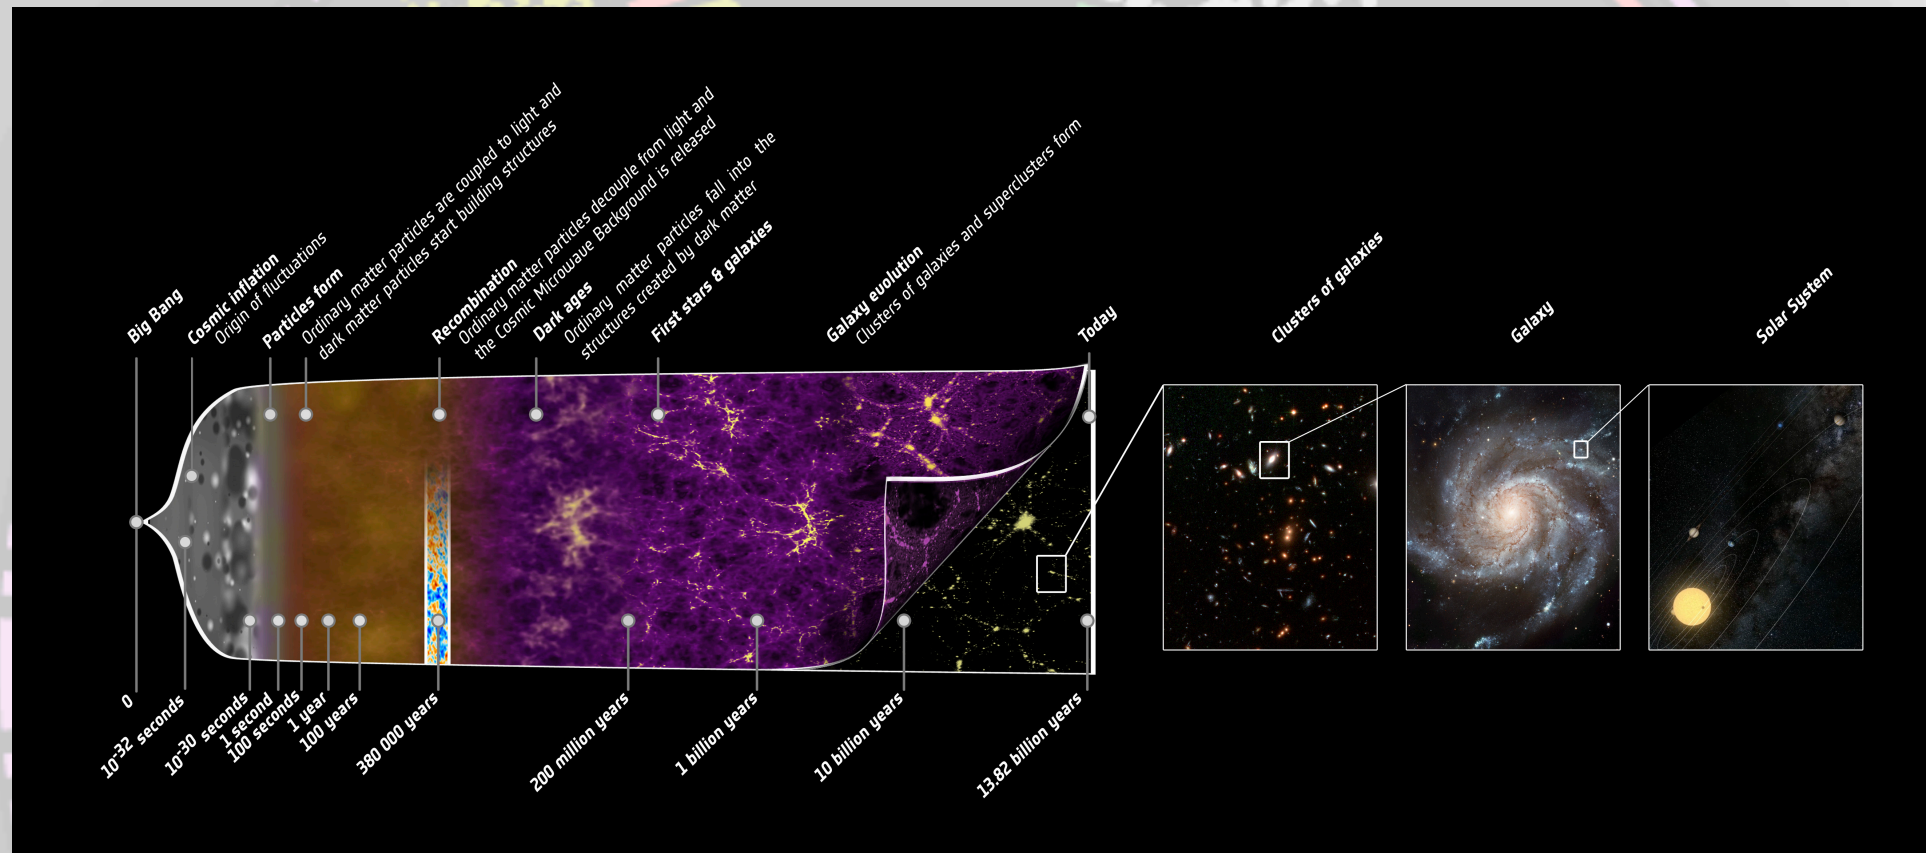 Big Bang
Cosmic inflation
Origin of fluctuations
Particles form
Ordinary matter particles are coupled to light and
dark matter particles start building structures
Recombination
Ordinary matter particles decouple from light and
the Cosmic Microwave Background is released
Dark ages
Ordinary matter particles fall into the
structures created by dark matter
First stars & galaxies
Galaxy evolution
Clusters of galaxies and superclusters form
Today
Clusters of galaxies
Galaxy
Solar System
0
10-32 seconds
10-30 seconds
1 second
100 seconds
1 year
100 years
380 000 years
200 million years
1 billion years
10 billion years
13.82 billion years